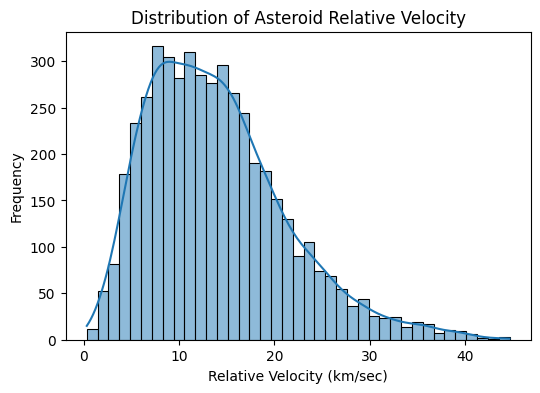 Distribution of Asteroid Relative Velocity
Frequency
300
250
200
150
100
50
0
0 10 20 30 40
Relative Velocity (km/sec)